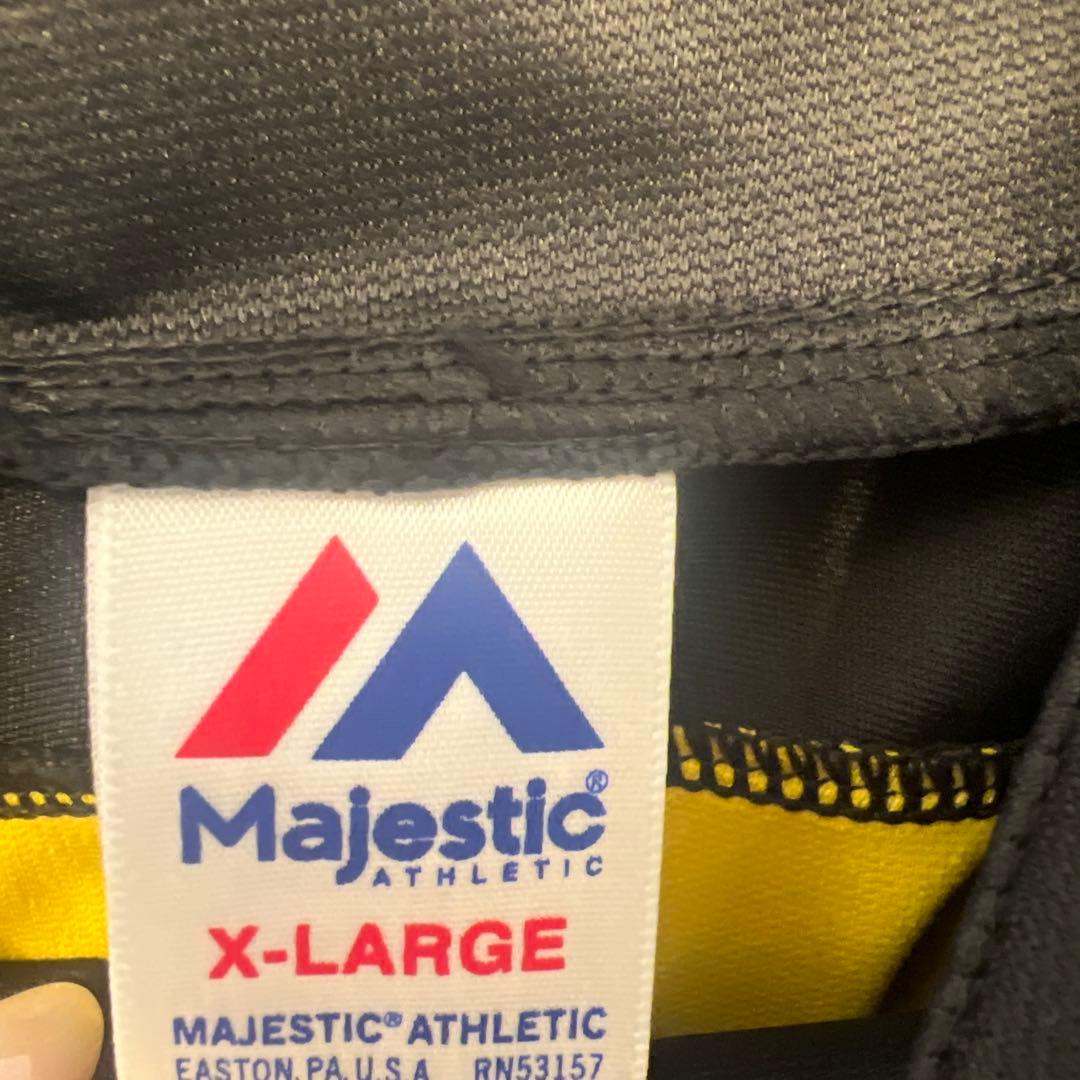 Majestic®
ATHLETIC
X-LARGE
MAJESTIC® ATHLETIC
EASTON, PA. U.S.A RN53157